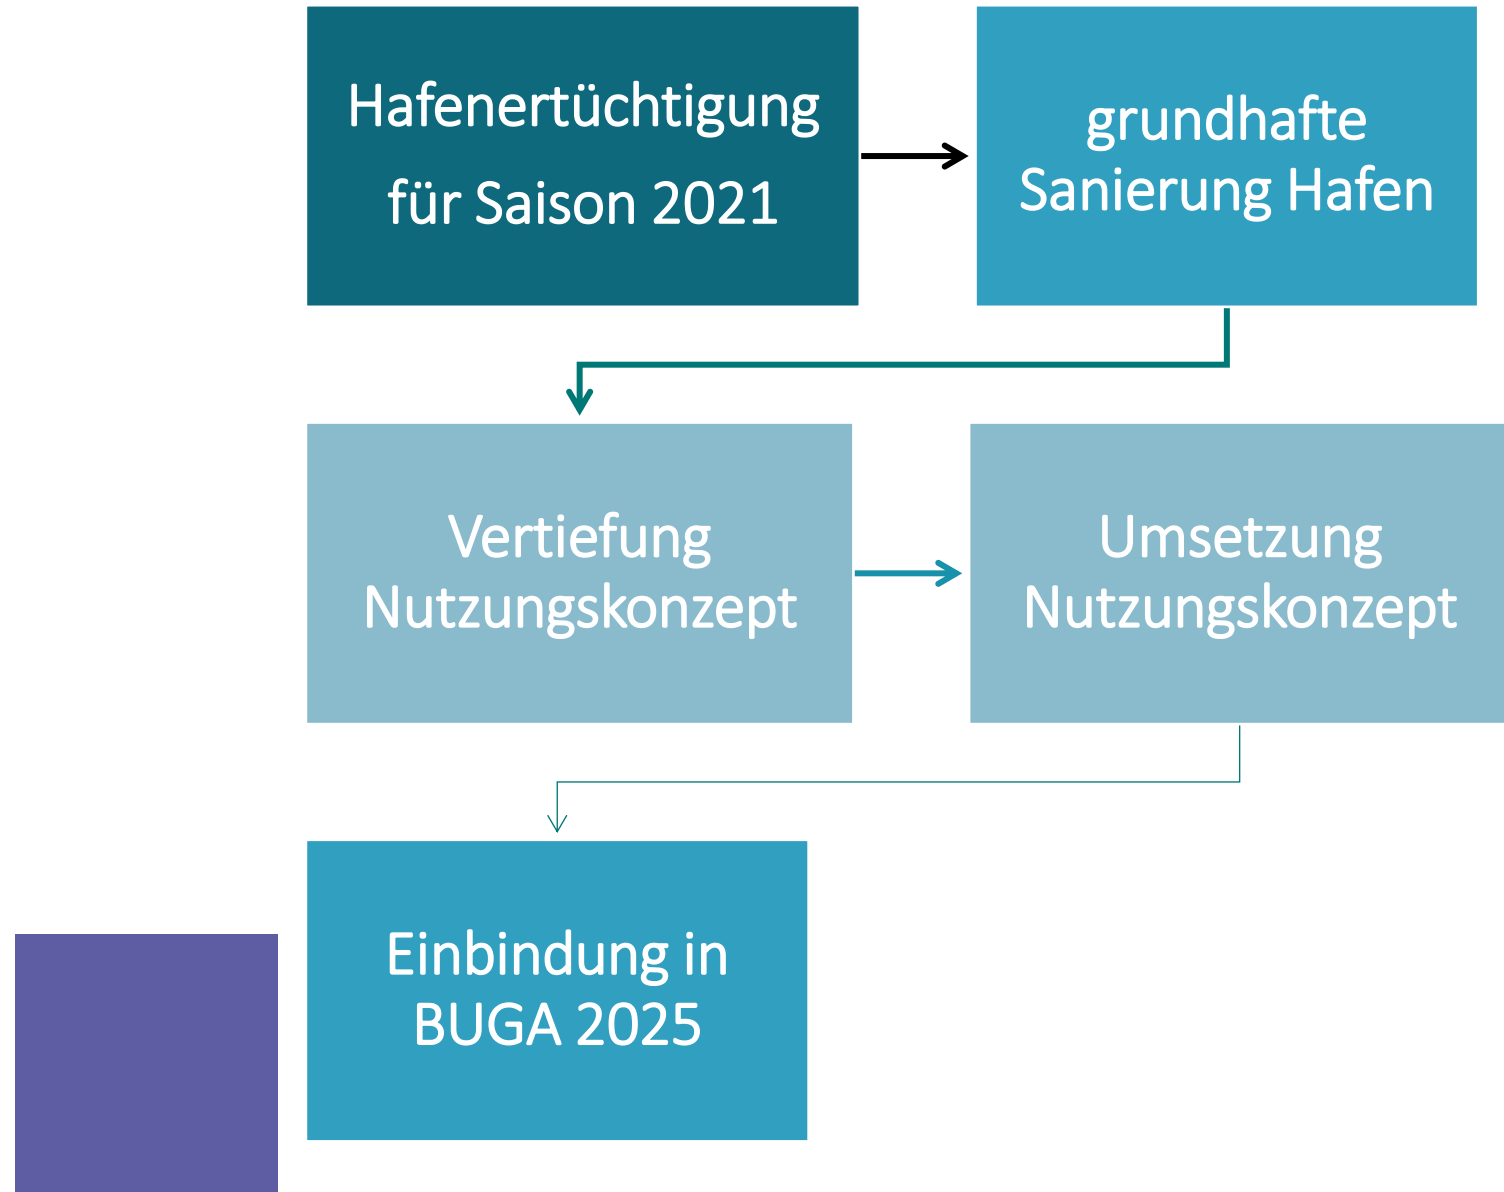 Hafenertüchtigung
für Saison 2021
grundhafte
Sanierung Hafen
Vertiefung
Nutzungskonzept
Umsetzung
Nutzungskonzept
Einbindung in
BUGA 2025